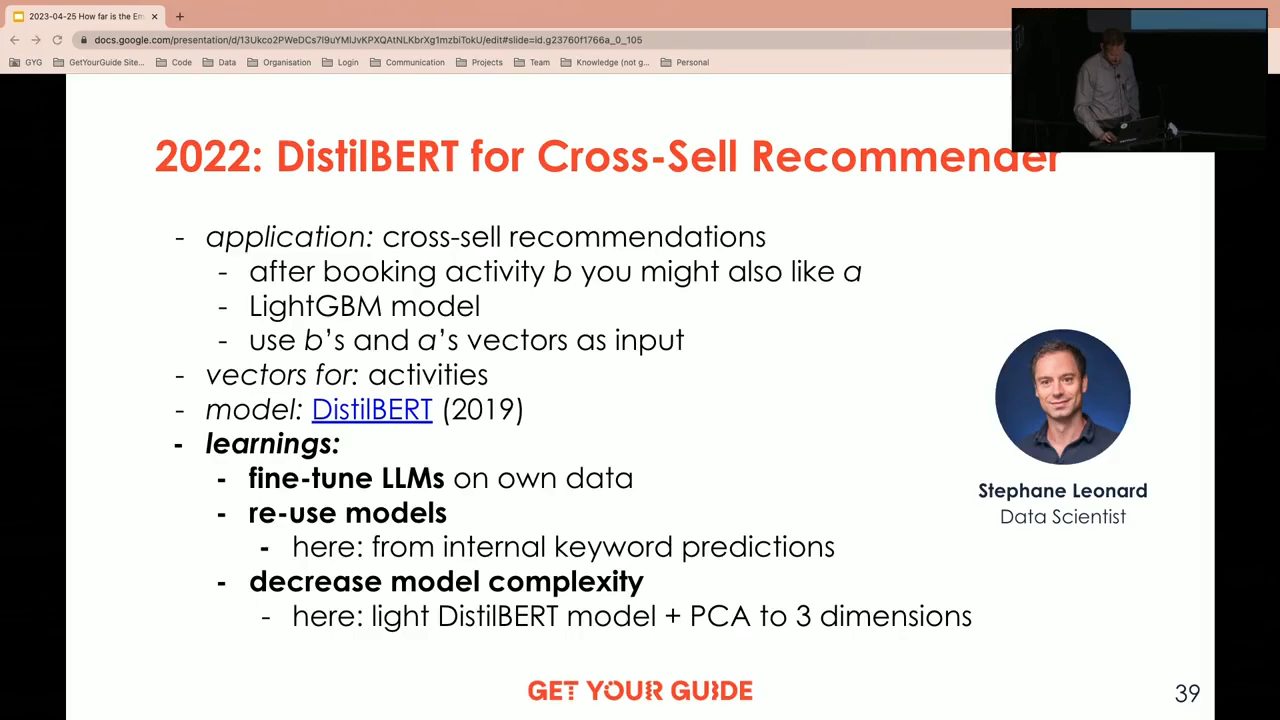 2023-04-25 How far is the Em
docs.google.com/presentation/d/13Ukco2PWeDCs7I9uYMlJvKPXQAtNLKbrXg1mzbiTokU/edit#slide=id.g23760f1766a_0_105
GYG GetYourGuide Site... Code Data Organisation Login Communication Projects Team Knowledge (not g... Personal
2022: DistilBERT for Cross-Sell Recommender
- application: cross-sell recommendations
- after booking activity b you might also like a
- LightGBM model
- use b's and a's vectors as input
- vectors for: activities
- model: DistilBERT (2019)
- learnings:
- fine-tune LLMs on own data
- re-use models
- here: from internal keyword predictions
- decrease model complexity
- here: light DistilBERT model + PCA to 3 dimensions
Stephane Leonard
Data Scientist
GET YOUR GUIDE
39